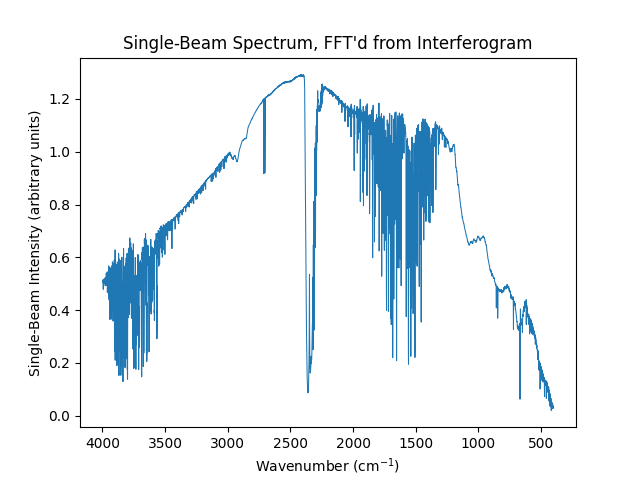 Single-Beam Spectrum, FFT'd from Interferogram
Single-Beam Intensity (arbitrary units)
1.2
1.0
0.8
0.6
0.4
0.2
0.0
4000 3500 3000 2500 2000 1500 1000 500
Wavenumber (cm⁻¹)